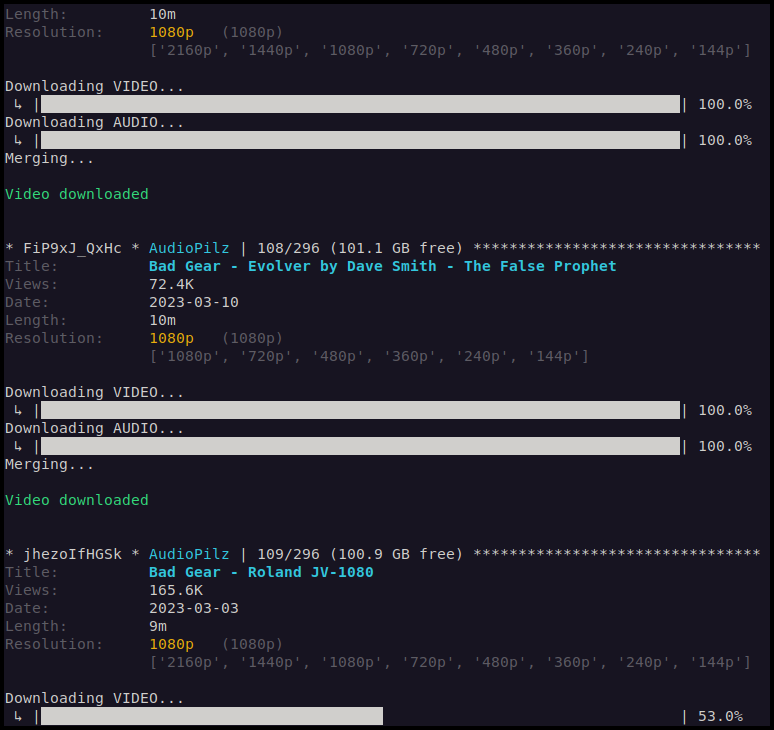 Length: 10m
Resolution: 1080p (1080p)
['2160p', '1440p', '1080p', '720p', '480p', '360p', '240p', '144p']
Downloading VIDEO...
↳ | | 100.0%
Downloading AUDIO...
↳ | | 100.0%
Merging...
Video downloaded
* FiP9xJ_QxHc * AudioPilz | 108/296 (101.1 GB free) ********************************
Title: Bad Gear - Evolver by Dave Smith - The False Prophet
Views: 72.4K
Date: 2023-03-10
Length: 10m
Resolution: 1080p (1080p)
['1080p', '720p', '480p', '360p', '240p', '144p']
Downloading VIDEO...
↳ | | 100.0%
Downloading AUDIO...
↳ | | 100.0%
Merging...
Video downloaded
* jhezoIfHGSk * AudioPilz | 109/296 (100.9 GB free) ********************************
Title: Bad Gear - Roland JV-1080
Views: 165.6K
Date: 2023-03-03
Length: 9m
Resolution: 1080p (1080p)
['2160p', '1440p', '1080p', '720p', '480p', '360p', '240p', '144p']
Downloading VIDEO...
↳ | | 53.0%